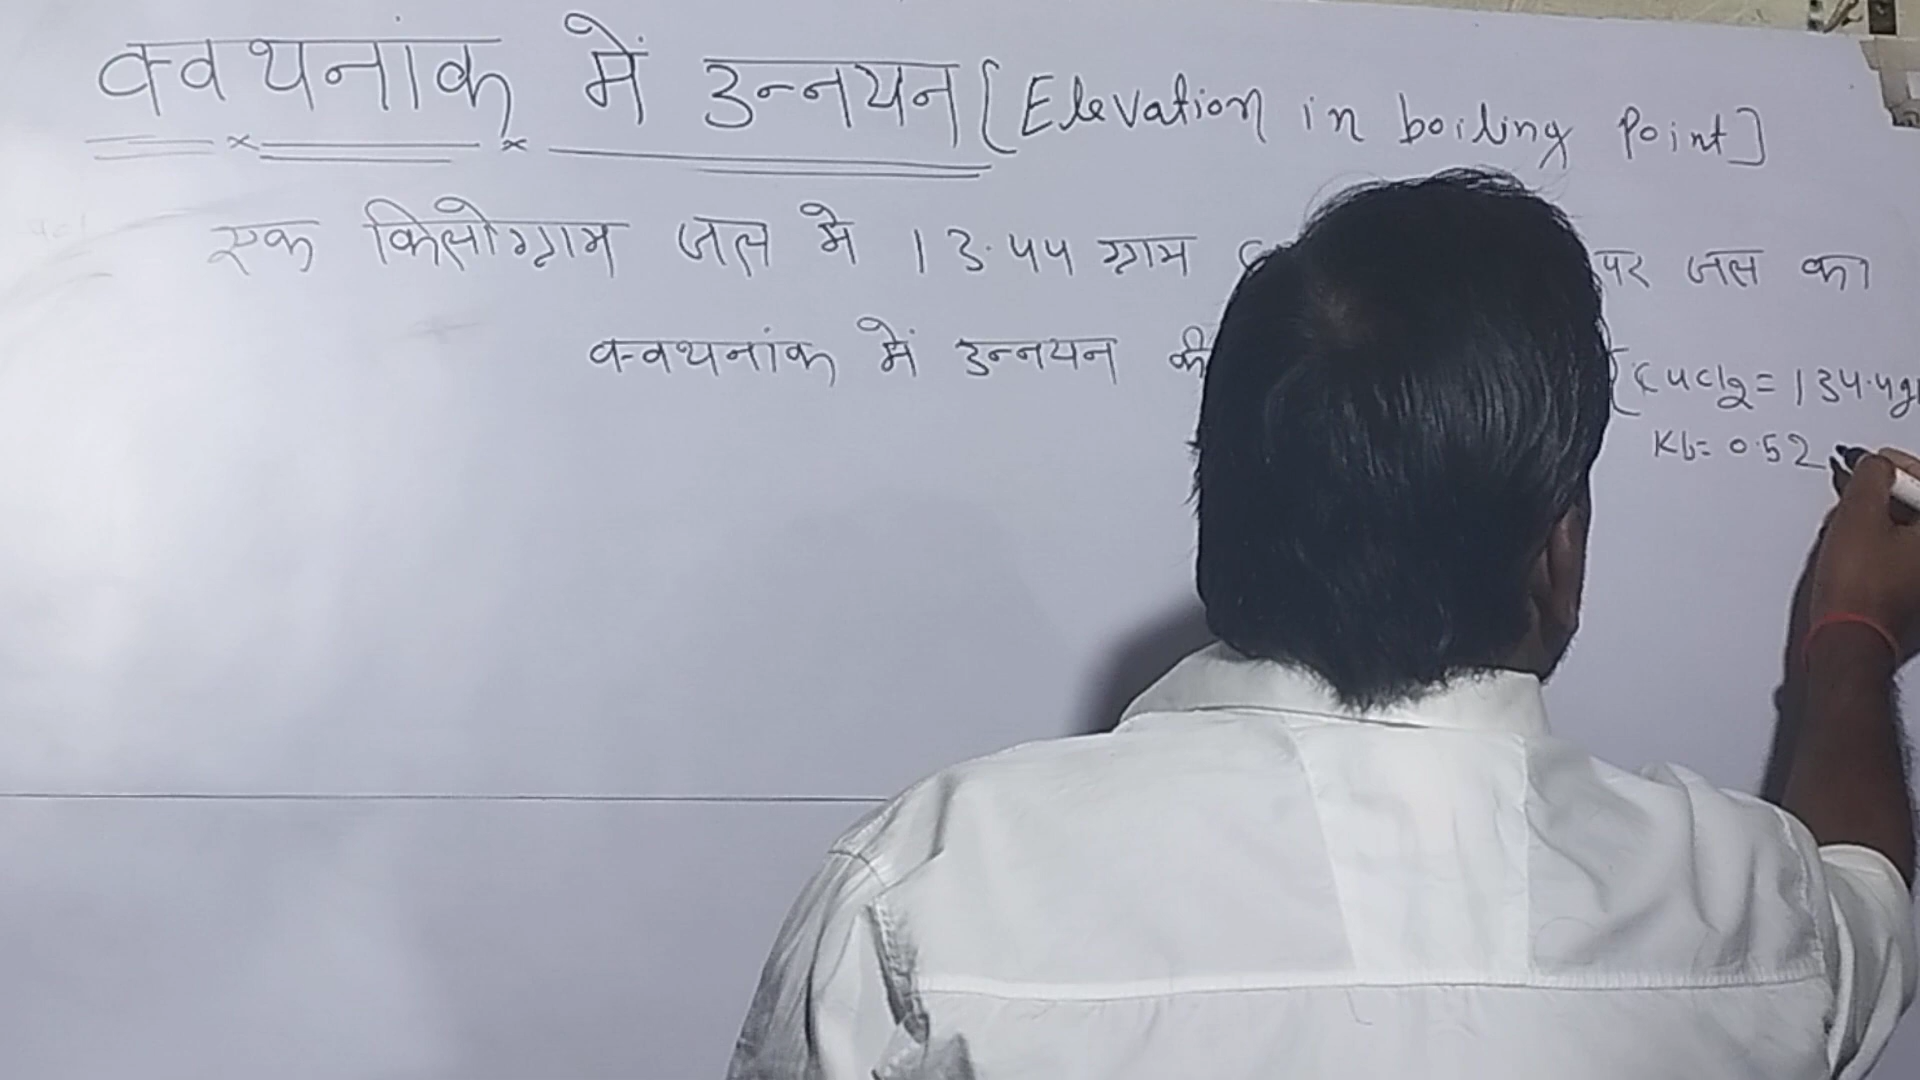 क्वथनांक में उन्नयन [Elevation in boiling Point]
एक किलोग्राम जल मे 13.44 ग्राम पर जल का
क्वथनांक में उन्नयन की [CuCl2 = 134.4g
Kb= 0.52